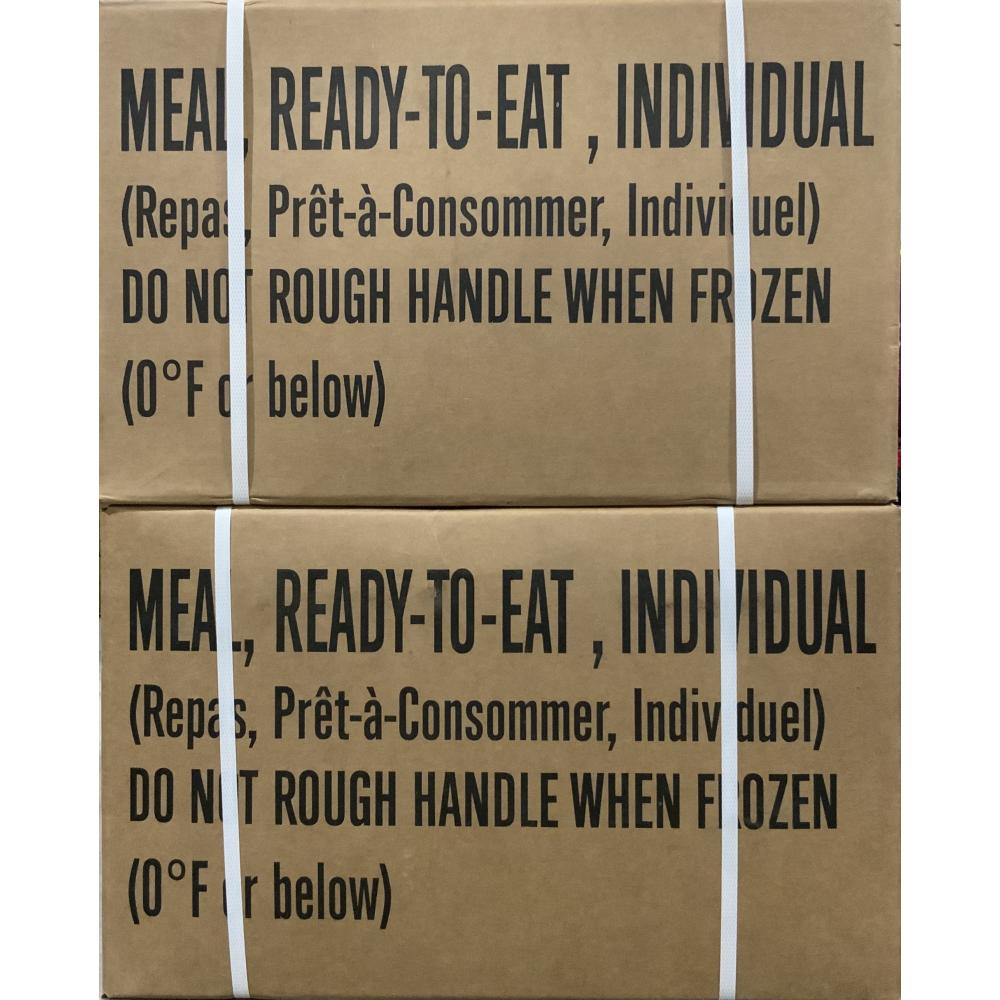 MEAL, READY-TO-EAT , INDIVIDUAL
(Repas, Prêt-à-Consommer, Individuel)
DO NOT ROUGH HANDLE WHEN FROZEN
(0°F or below)
MEAL, READY-TO-EAT , INDIVIDUAL
(Repas, Prêt-à-Consommer, Individuel)
DO NOT ROUGH HANDLE WHEN FROZEN
(0°F or below)